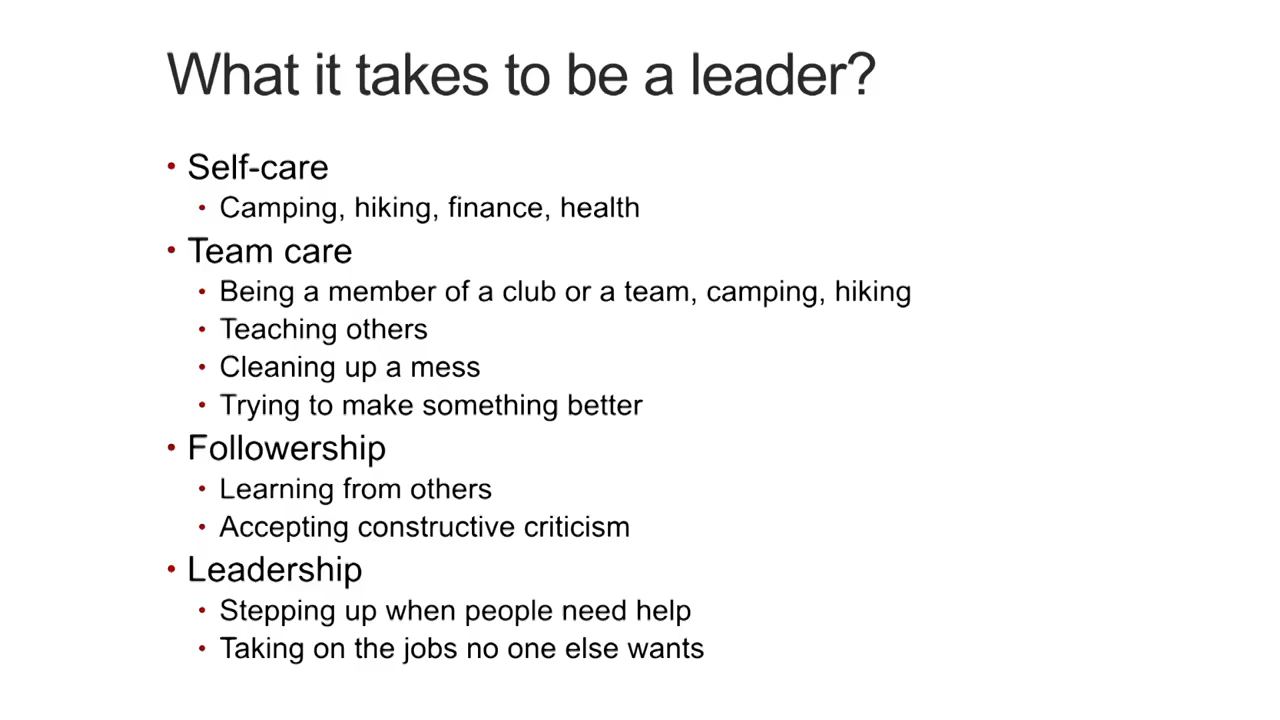 What it takes to be a leader?
• Self-care
• Camping, hiking, finance, health
• Team care
• Being a member of a club or a team, camping, hiking
• Teaching others
• Cleaning up a mess
• Trying to make something better
• Followership
• Learning from others
• Accepting constructive criticism
• Leadership
• Stepping up when people need help
• Taking on the jobs no one else wants